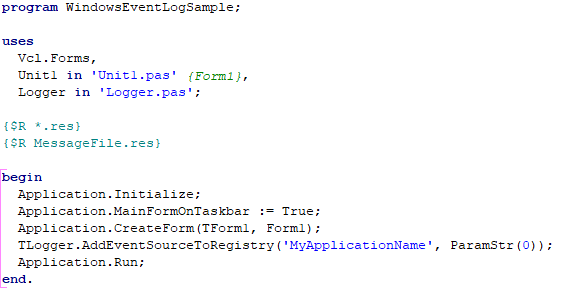 program WindowsEventLogSample;
uses
Vcl.Forms,
Unit1 in 'Unit1.pas' {Form1},
Logger in 'Logger.pas';
{$R *.res}
{$R MessageFile.res}
begin
Application.Initialize;
Application.MainFormOnTaskbar := True;
Application.CreateForm(TForm1, Form1);
TLogger.AddEventSourceToRegistry('MyApplicationName', ParamStr(0));
Application.Run;
end.